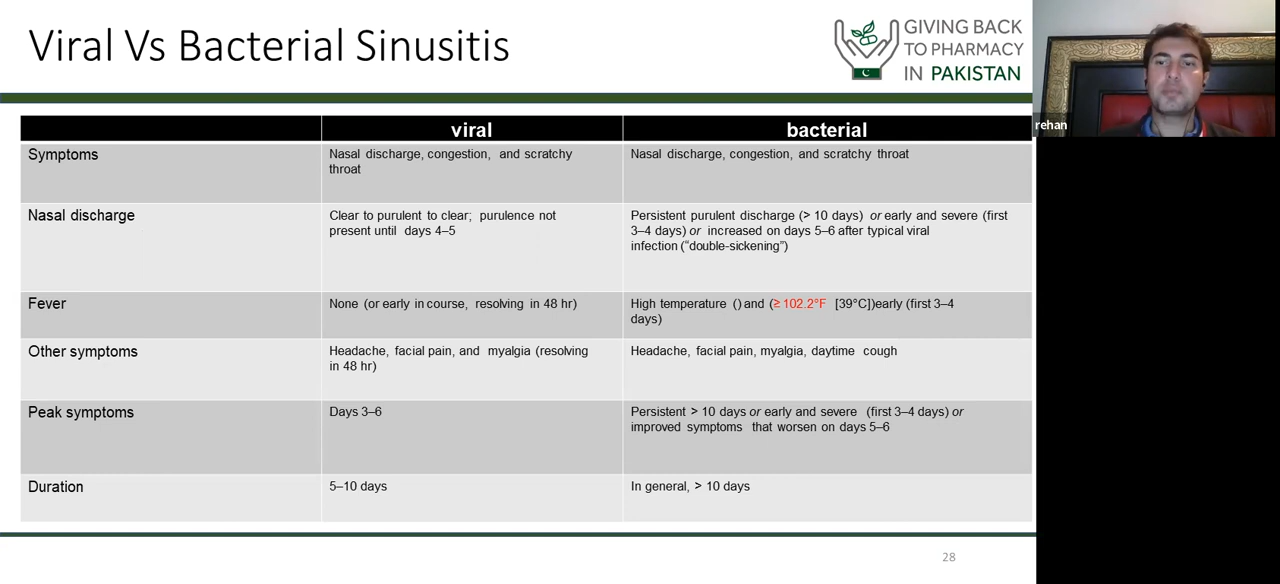 Viral Vs Bacterial Sinusitis
GIVING BACK
TO PHARMACY
IN PAKISTAN
rehan
viral
bacterial
Symptoms
Nasal discharge, congestion, and scratchy
throat
Nasal discharge, congestion, and scratchy throat
Nasal discharge
Clear to purulent to clear; purulence not
present until days 4–5
Persistent purulent discharge (> 10 days) or early and severe (first
3–4 days) or increased on days 5–6 after typical viral
infection (“double-sickening”)
Fever
None (or early in course, resolving in 48 hr)
High temperature () and (≥ 102.2°F [39°C])early (first 3–4
days)
Other symptoms
Headache, facial pain, and myalgia (resolving
in 48 hr)
Headache, facial pain, myalgia, daytime cough
Peak symptoms
Days 3–6
Persistent > 10 days or early and severe (first 3–4 days) or
improved symptoms that worsen on days 5–6
Duration
5–10 days
In general, > 10 days
28